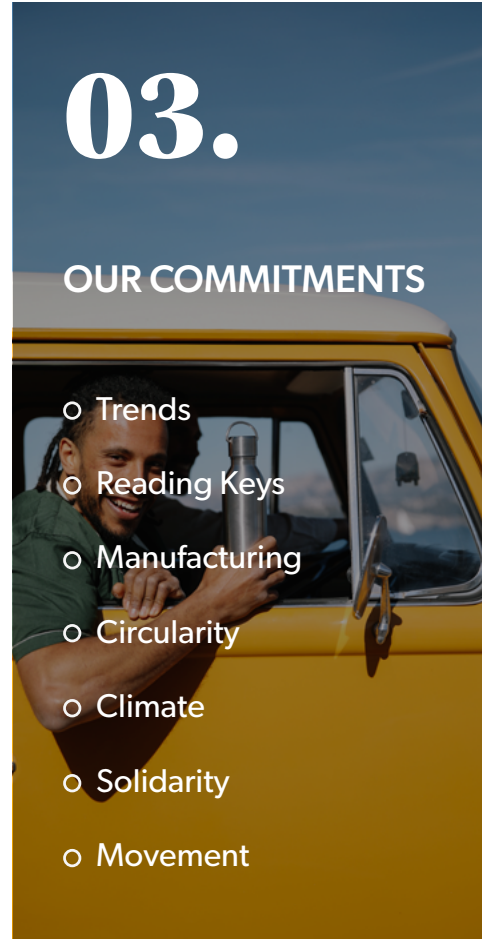 03.
OUR COMMITMENTS
Trends
Reading Keys
Manufacturing
Circularity
Climate
Solidarity
Movement